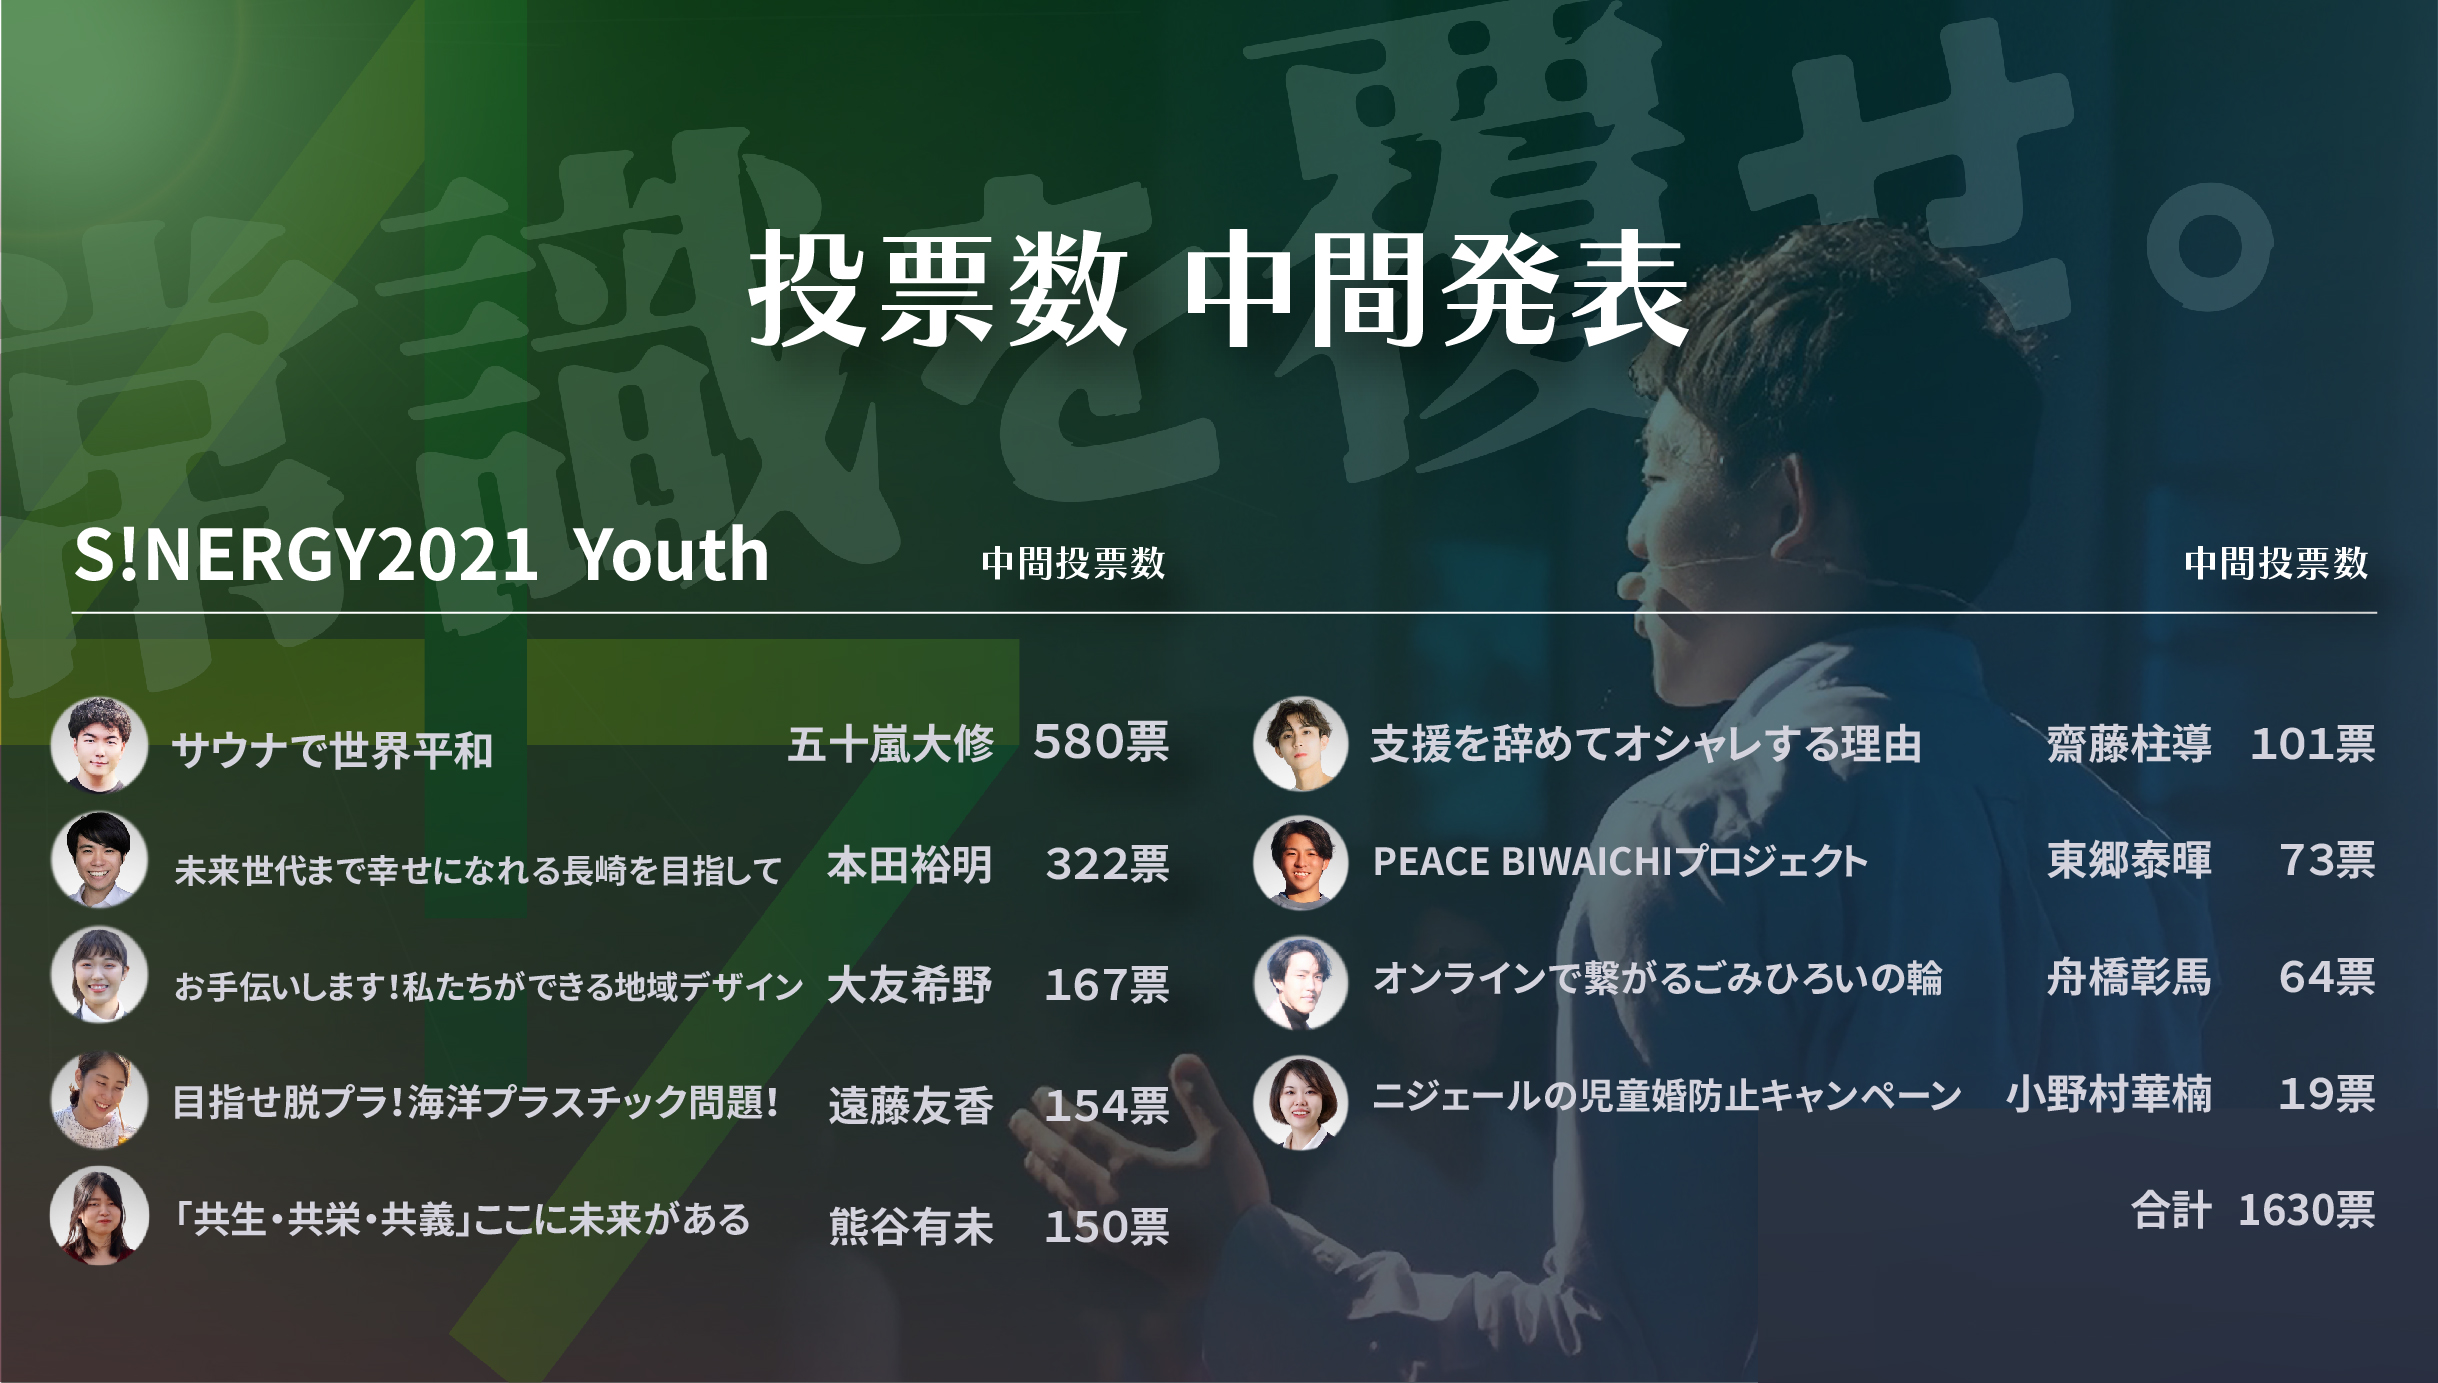 常識を覆せ。
投票数 中間発表
S!NERGY2021 Youth 中間投票数 中間投票数
サウナで世界平和 五十嵐大修 580票
未来世代まで幸せになれる長崎を目指して 本田裕明 322票
お手伝いします!私たちができる地域デザイン 大友希野 167票
目指せ脱プラ!海洋プラスチック問題! 遠藤友香 154票
「共生・共栄・共義」ここに未来がある 熊谷有未 150票
支援を辞めてオシャレする理由 齋藤柱導 101票
PEACE BIWAICHIプロジェクト 東郷泰暉 73票
オンラインで繋がるごみひろいの輪 舟橋彰馬 64票
ニジェールの児童婚防止キャンペーン 小野村華楠 19票
合計 1630票